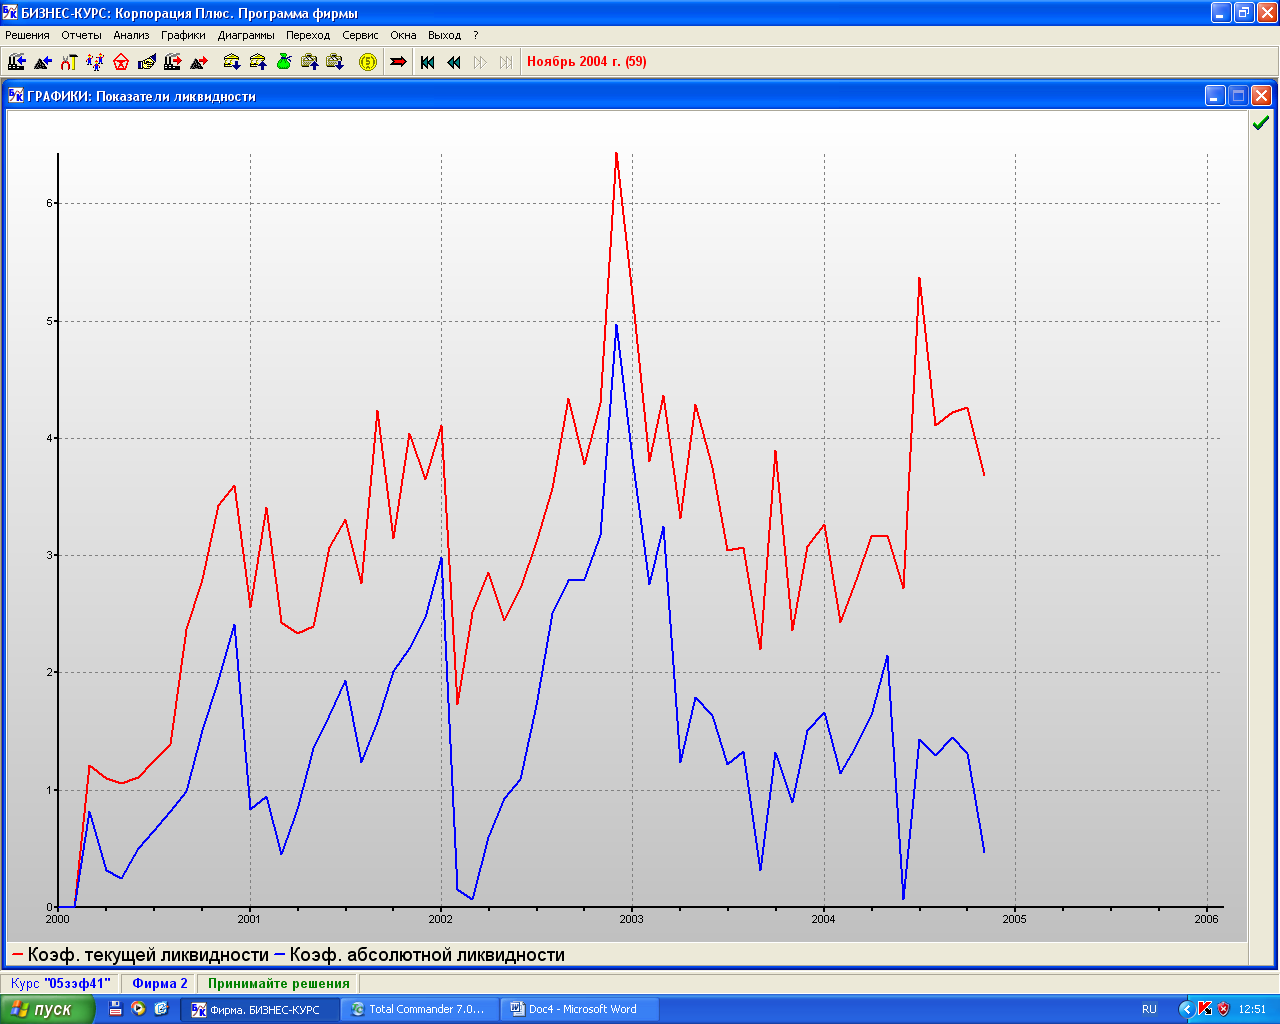 БИЗНЕС-КУРС: Корпорация Плюс. Программа фирмы
Решения Отчеты Анализ Графики Диаграммы Переход Сервис Окна Выход ?
Ноябрь 2004 г. (59)
ГРАФИКИ: Показатели ликвидности
6
5
4
3
2
1
0
2000 2001 2002 2003 2004 2005 2006
Коэф. текущей ликвидности Коэф. абсолютной ликвидности
Курс "05зэф41" Фирма 2 Принимайте решения
пуск Фирма. БИЗНЕС-КУРС Total Commander 7.0... Doc4 - Microsoft Word RU 12:51